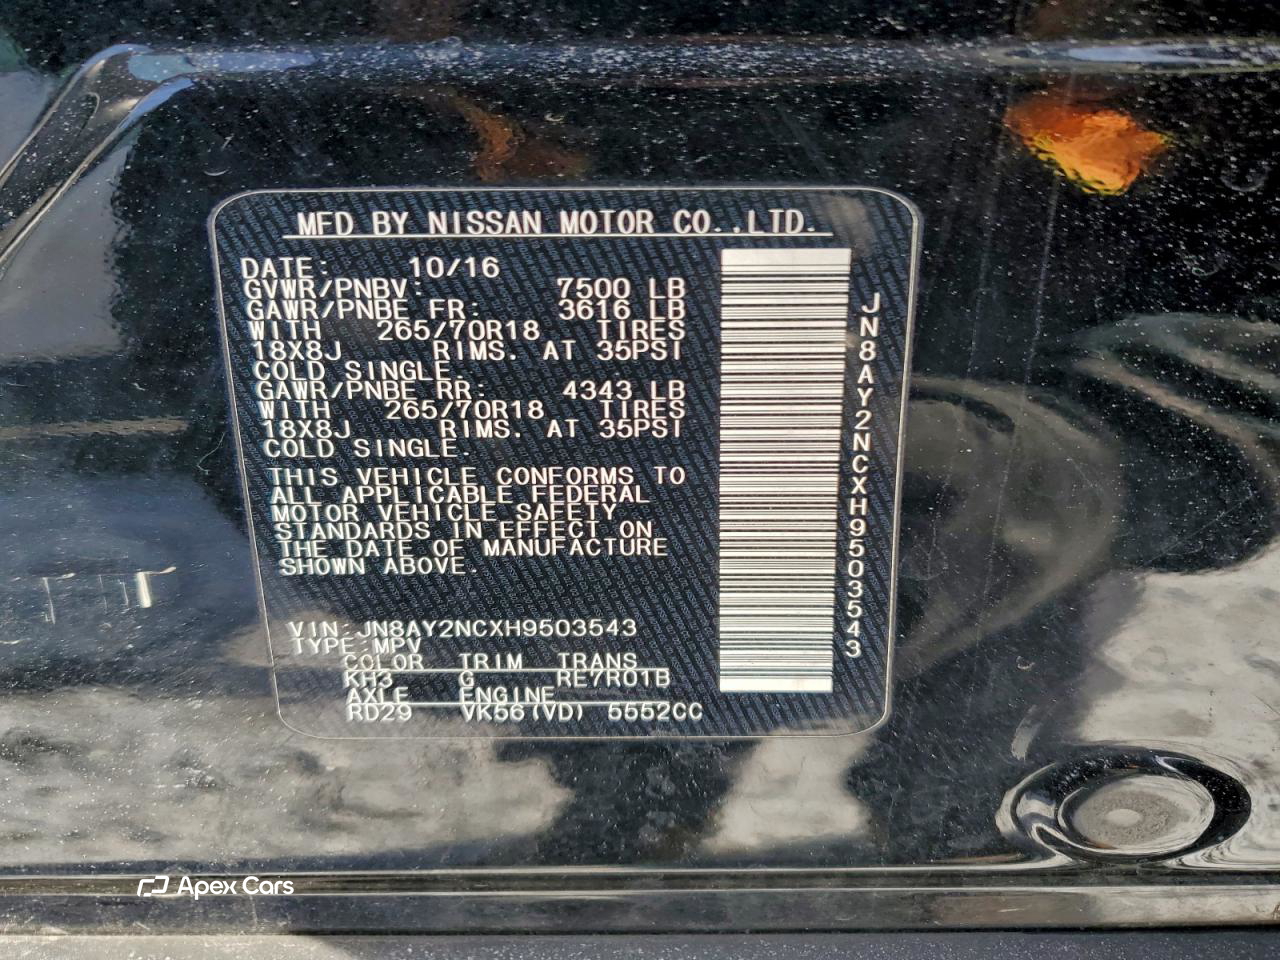 MFD BY NISSAN MOTOR CO.,LTD.
DATE: 10/16
GVWR/PNBV: 7500 LB
GAWR/PNBE FR: 3616 LB
WITH 265/70R18 TIRES
18X8J RIMS. AT 35PSI
COLD SINGLE.
GAWR/PNBE RR: 4343 LB
WITH 265/70R18 TIRES
18X8J RIMS. AT 35PSI
COLD SINGLE.
THIS VEHICLE CONFORMS TO
ALL APPLICABLE FEDERAL
MOTOR VEHICLE SAFETY
STANDARDS IN EFFECT ON
THE DATE OF MANUFACTURE
SHOWN ABOVE.
VIN:JN8AY2NCXH9503543
TYPE:MPV
COLOR TRIM TRANS
KH3 G RE7R01B
AXLE ENGINE
RD29 VK56(VD) 5552CC
JN8AY2NCXH9503543
Apex Cars